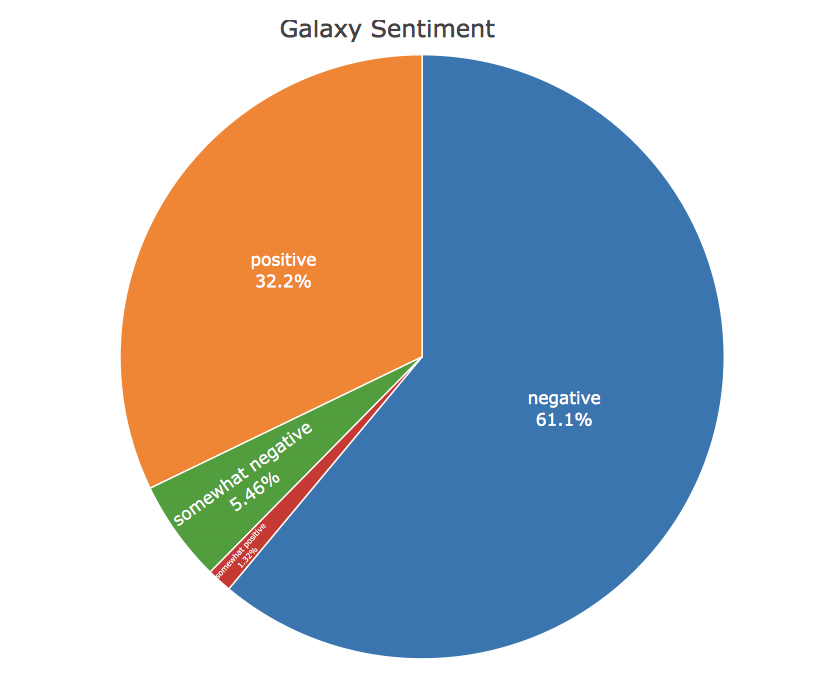 Galaxy Sentiment
positive
32.2%
negative
61.1%
somewhat negative
5.46%
somewhat positive
1.32%